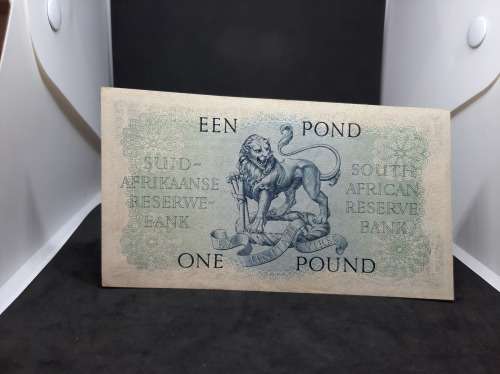 EEN POND
SUID-
AFRIKAANSE
RESERWE-
BANK
SOUTH
AFRICAN
RESERVE
BANK
ONE POUND